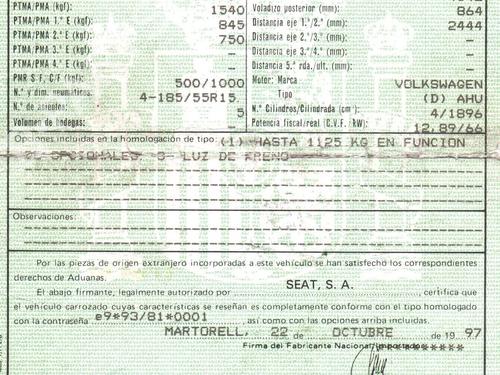 PTMA/PMA (kgf): 1540 Voladizo posterior (mm): 864
PTMA/PMA 1.° E (kgf): 845 Distancia eje 1.°/2.° (mm): 2444
PTMA/PMA 2.° E (kgf): 750 Distancia eje 2.°/3.° (mm): –
PTMA/PMA 3.° E (kgf): – Distancia eje 3.°/4.° (mm): –
PTMA/PMA 4.° E (kgf): – Distancia 5.° rda./ult. (mm): –
PMR S.F, C/F (kgf): 500/1000 Motor: Marca VOLKSWAGEN
N.° y dim. neumáticos: 4-185/55R15 Tipo (D) AHU
N.° de asientos: 5 N.° Cilindros/Cilindrada (cm³): 4/1896
Volumen de bodegas: – Potencia fiscal/real (C.V.F./kW): 12,89/66
Opciones incluidas en la homologación de tipo (1) HASTA 1125 KG EN FUNCION
OPCIONALES 3 LUZ DE FRENO
Observaciones:
Por las piezas de origen extranjero incorporadas a este vehículo se han satisfecho los correspondientes
derechos de Aduanas.
El abajo firmante, legalmente autorizado por SEAT, S. A. , certifica que
el vehículo carrozado cuyas características se reseñan es completamente conforme con el tipo homologado
con la contraseña e9*93/81*0001 así como con las opciones arriba incluidas.
MARTORELL, 22 de OCTUBRE de 1997
Firma del Fabricante Nacional